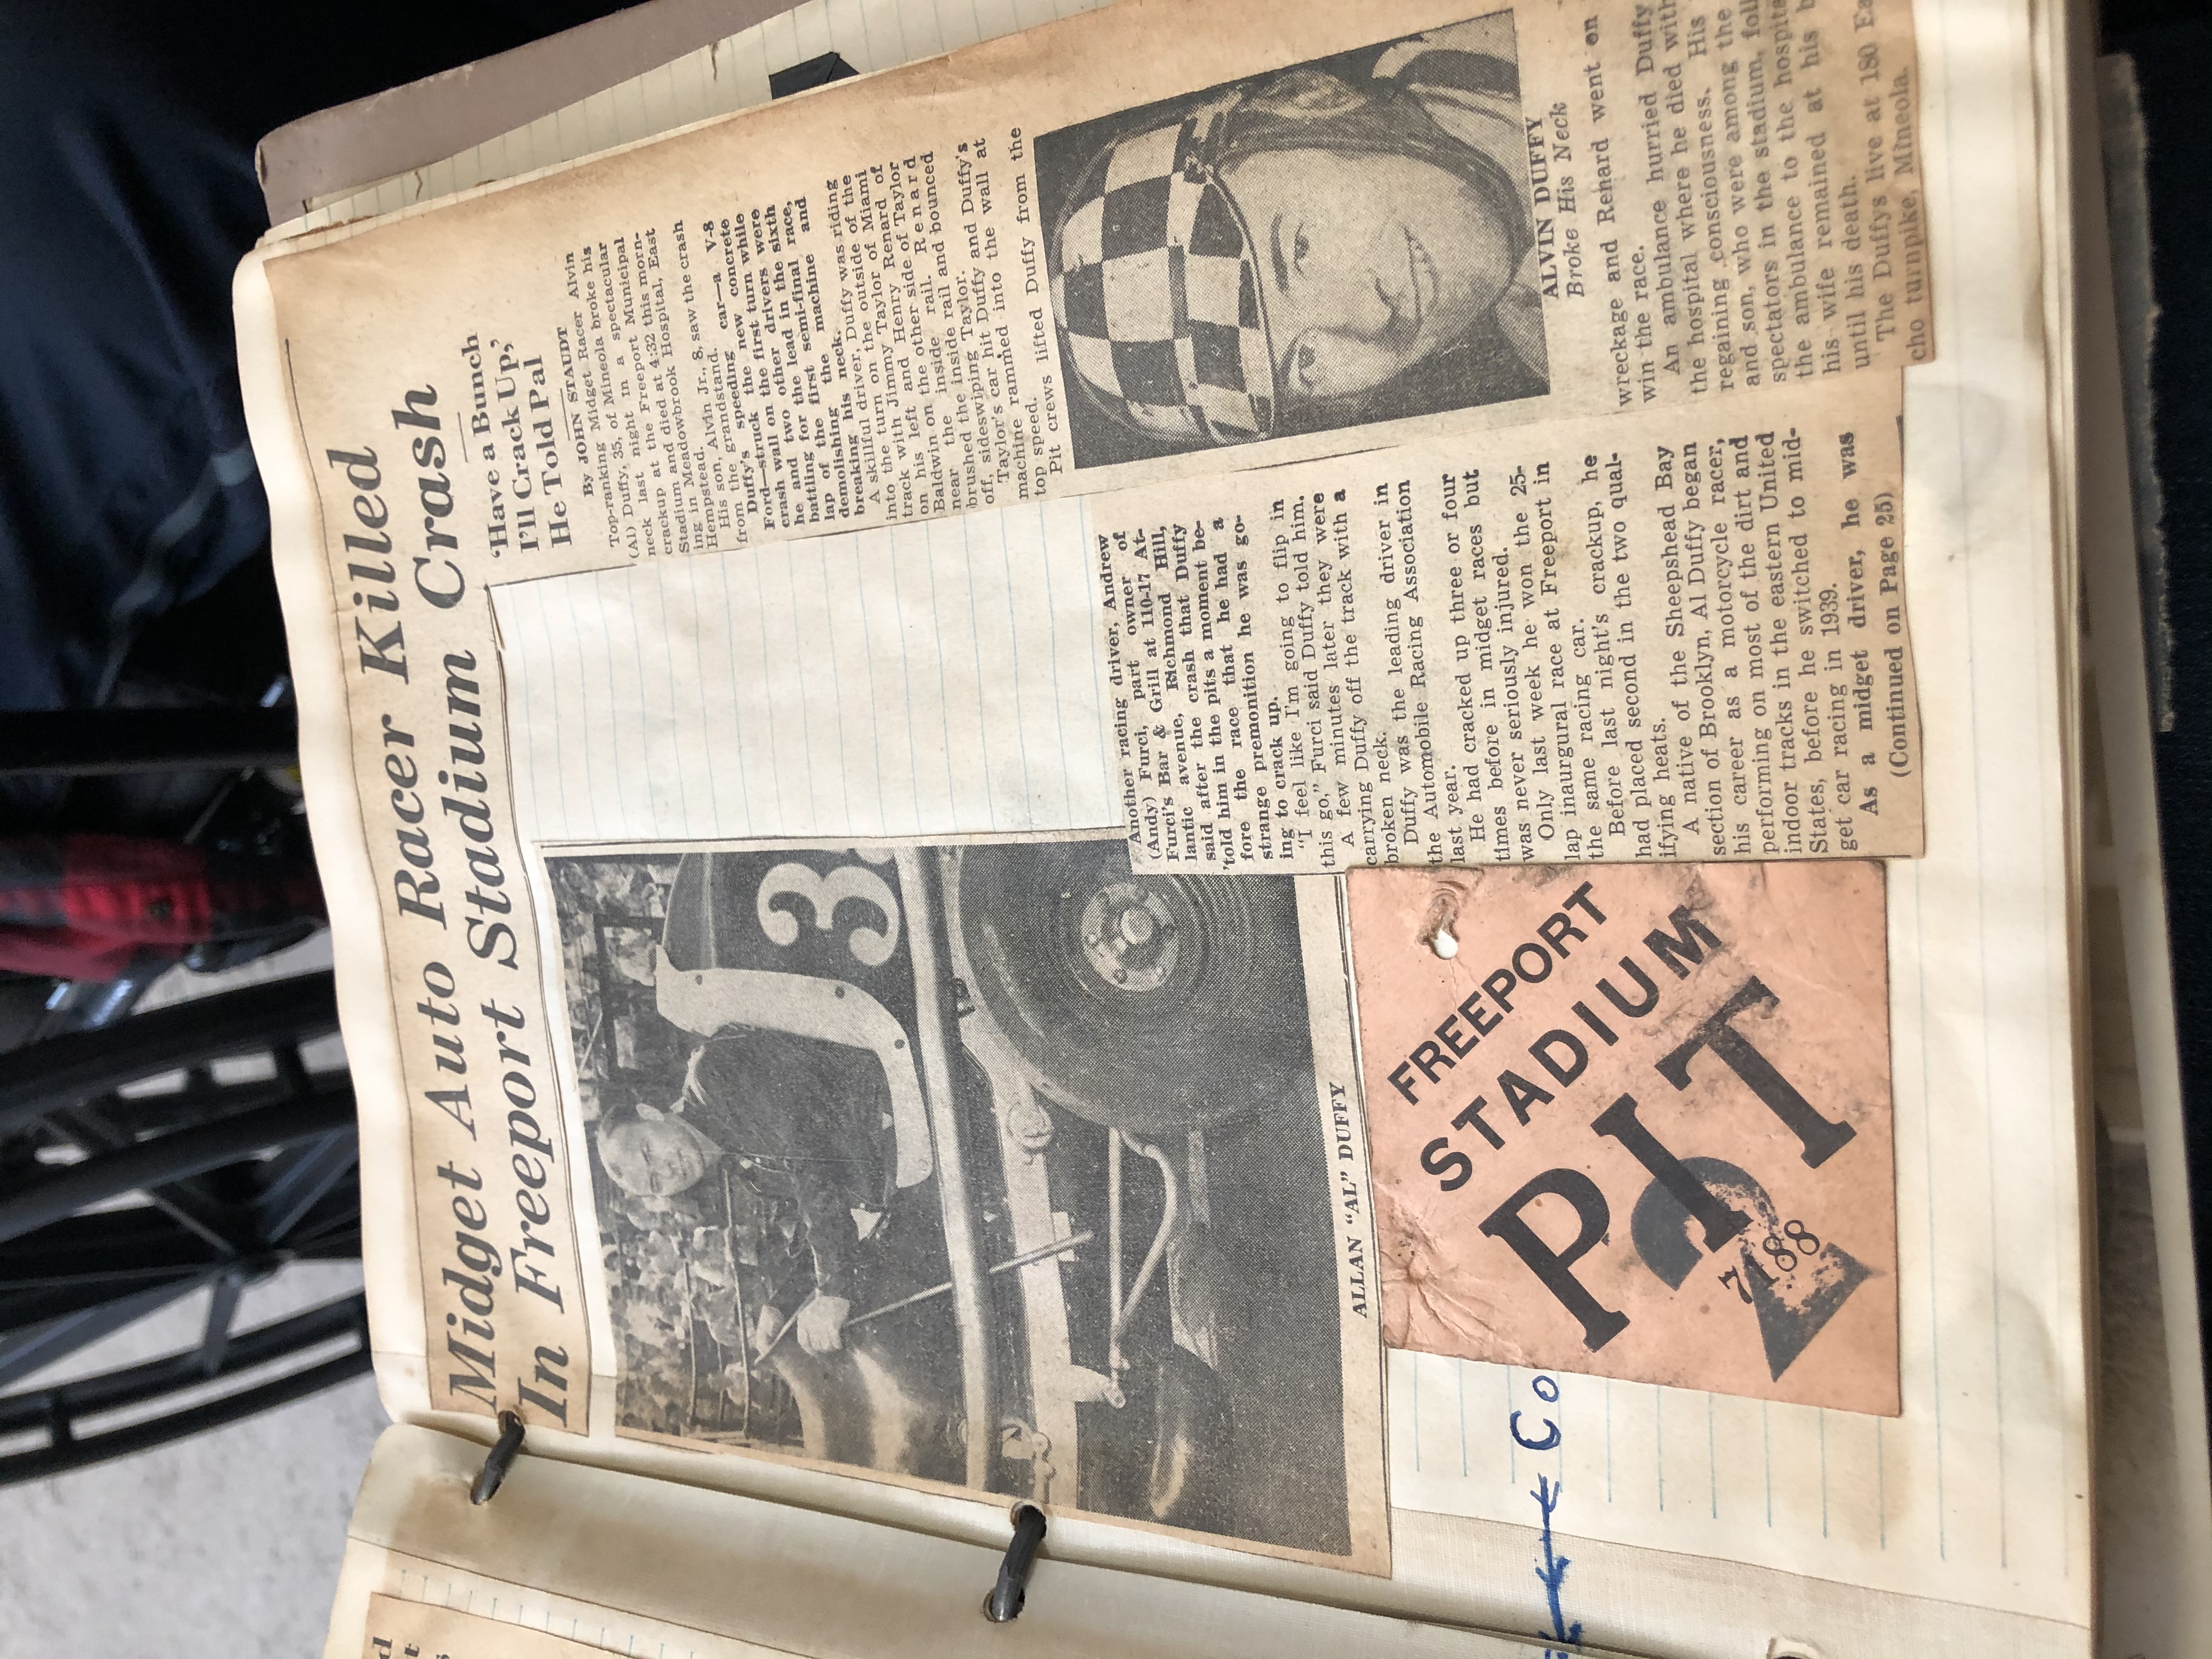 Midget Auto Racer Killed
In Freeport Stadium Crash
'Have a Bunch
I'll Crack Up,'
He Told Pal
By JOHN STAUDT
Top-ranking Midget Racer Alvin
(Al) Duffy, 35, of Mineola broke his
neck last night in a spectacular
crackup at the Freeport Municipal
Stadium and died at 4:32 this morn-
ing in Meadowbrook Hospital, East
Hempstead.
His son, Alvin Jr., 8, saw the crash
from the grandstand.
Duffy's speeding car—a V-8
Ford—struck the new concrete
crash wall on the first turn while
he and two other drivers were
battling for the lead in the sixth
lap of the first semi-final race,
demolishing the machine and
breaking his neck.
A skillful driver, Duffy was riding
into the turn on the outside of the
track with Jimmy Taylor of Miami
on his left and Henry Renard of
Baldwin on the other side of Taylor
near the inside rail. Renard
brushed the inside rail and bounced
off, sideswiping Taylor.
Taylor's car hit Duffy and Duffy's
machine rammed into the wall at
top speed.
Pit crews lifted Duffy from the
ALVIN DUFFY
Broke His Neck
wreckage and Renard went on
win the race.
An ambulance hurried Duffy
the hospital where he died with
regaining consciousness. His
and son, who were among the
spectators in the stadium, fol
the ambulance to the hospita
his wife remained at his b
until his death.
The Duffys live at 180 Ea
cho turnpike, Mineola.
Another racing driver, Andrew
(Andy) Furci, part owner of
Furci's Bar & Grill at 110-17 At-
lantic avenue, Richmond Hill,
said after the crash that Duffy
told him in the pits a moment be-
fore the race that he had a
strange premonition he was go-
ing to crack up.
"I feel like I'm going to flip in
this go," Furci said Duffy told him.
A few minutes later they were
carrying Duffy off the track with a
broken neck.
Duffy was the leading driver in
the Automobile Racing Association
last year.
He had cracked up three or four
times before in midget races but
was never seriously injured.
Only last week he won the 25-
lap inaugural race at Freeport in
the same racing car.
Before last night's crackup, he
had placed second in the two qual-
ifying heats.
A native of the Sheepshead Bay
section of Brooklyn, Al Duffy began
his career as a motorcycle racer,
performing on most of the dirt and
indoor tracks in the eastern United
States, before he switched to mid-
get car racing in 1939.
As a midget driver, he was
(Continued on Page 25)
3
ALLAN "AL" DUFFY
FREEPORT
STADIUM
PIT
2
7188
Co